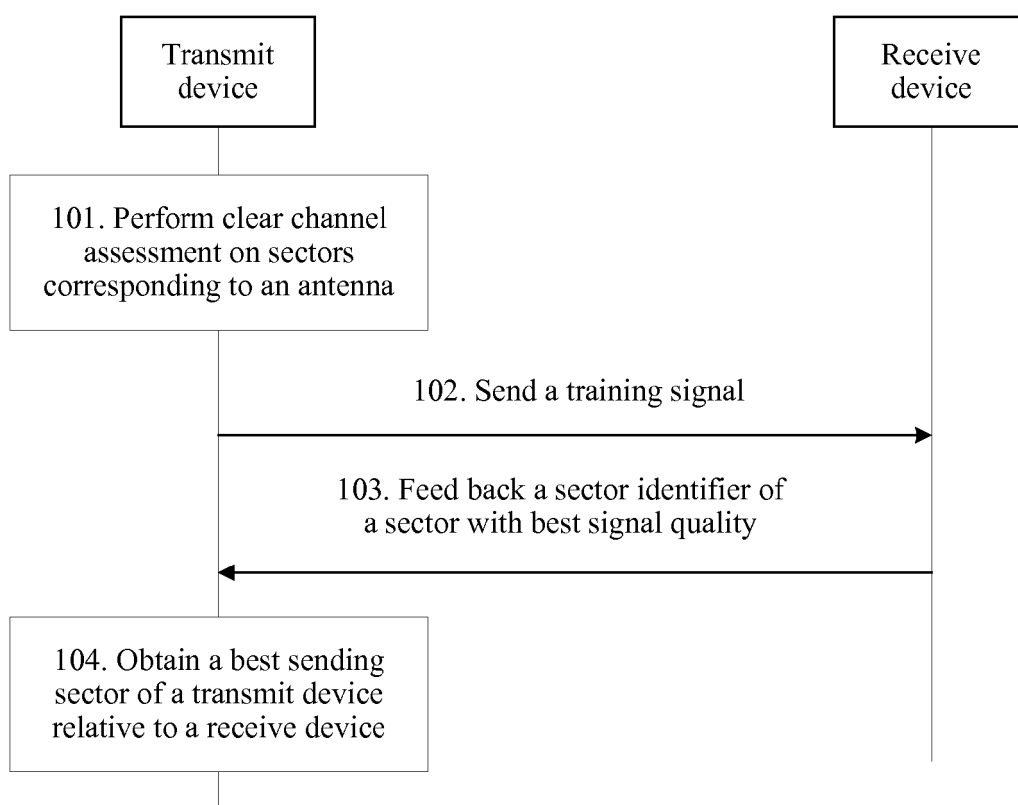 Transmit
device
Receive
device
101. Perform clear channel
assessment on sectors
corresponding to an antenna
102. Send a training signal
103. Feed back a sector identifier of
a sector with best signal quality
104. Obtain a best sending
sector of a transmit device
relative to a receive device